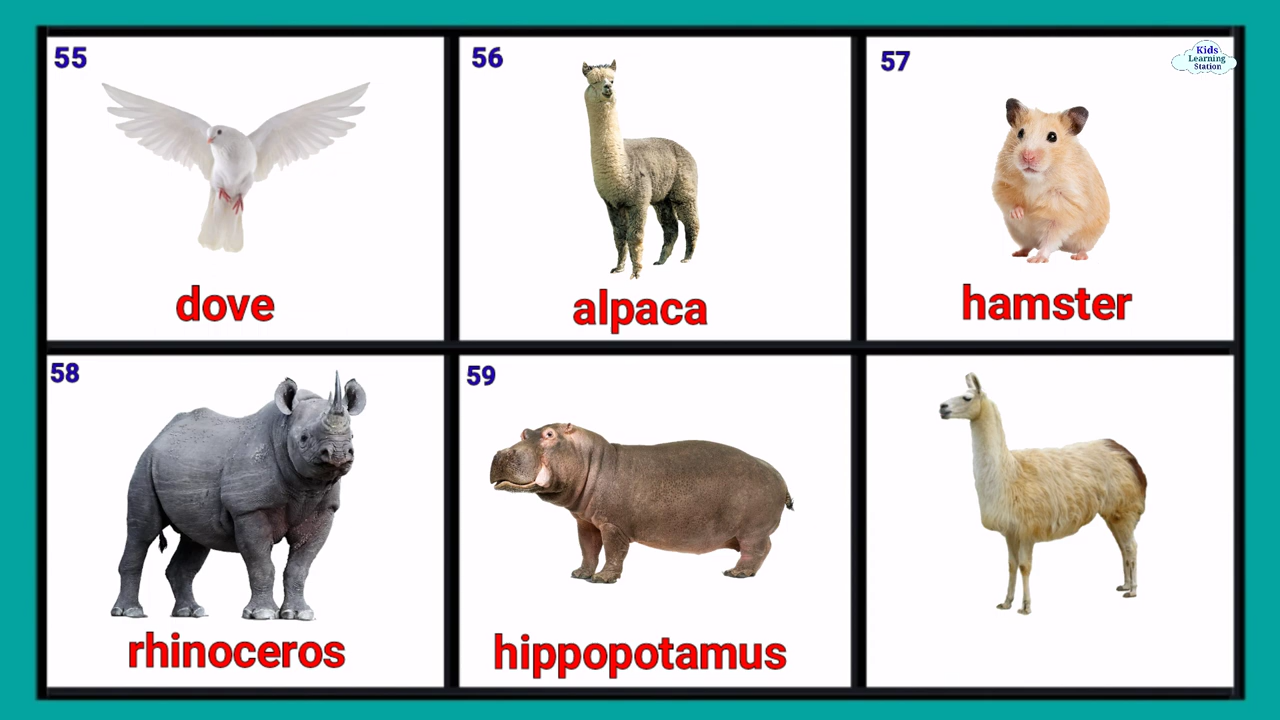 55
56
57
Kids
Learning
Station
dove
alpaca
hamster
58
59
rhinoceros
hippopotamus